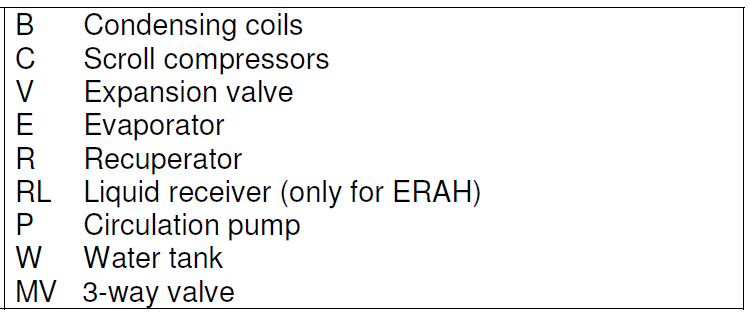 B Condensing coils
C Scroll compressors
V Expansion valve
E Evaporator
R Recuperator
RL Liquid receiver (only for ERAH)
P Circulation pump
W Water tank
MV 3-way valve